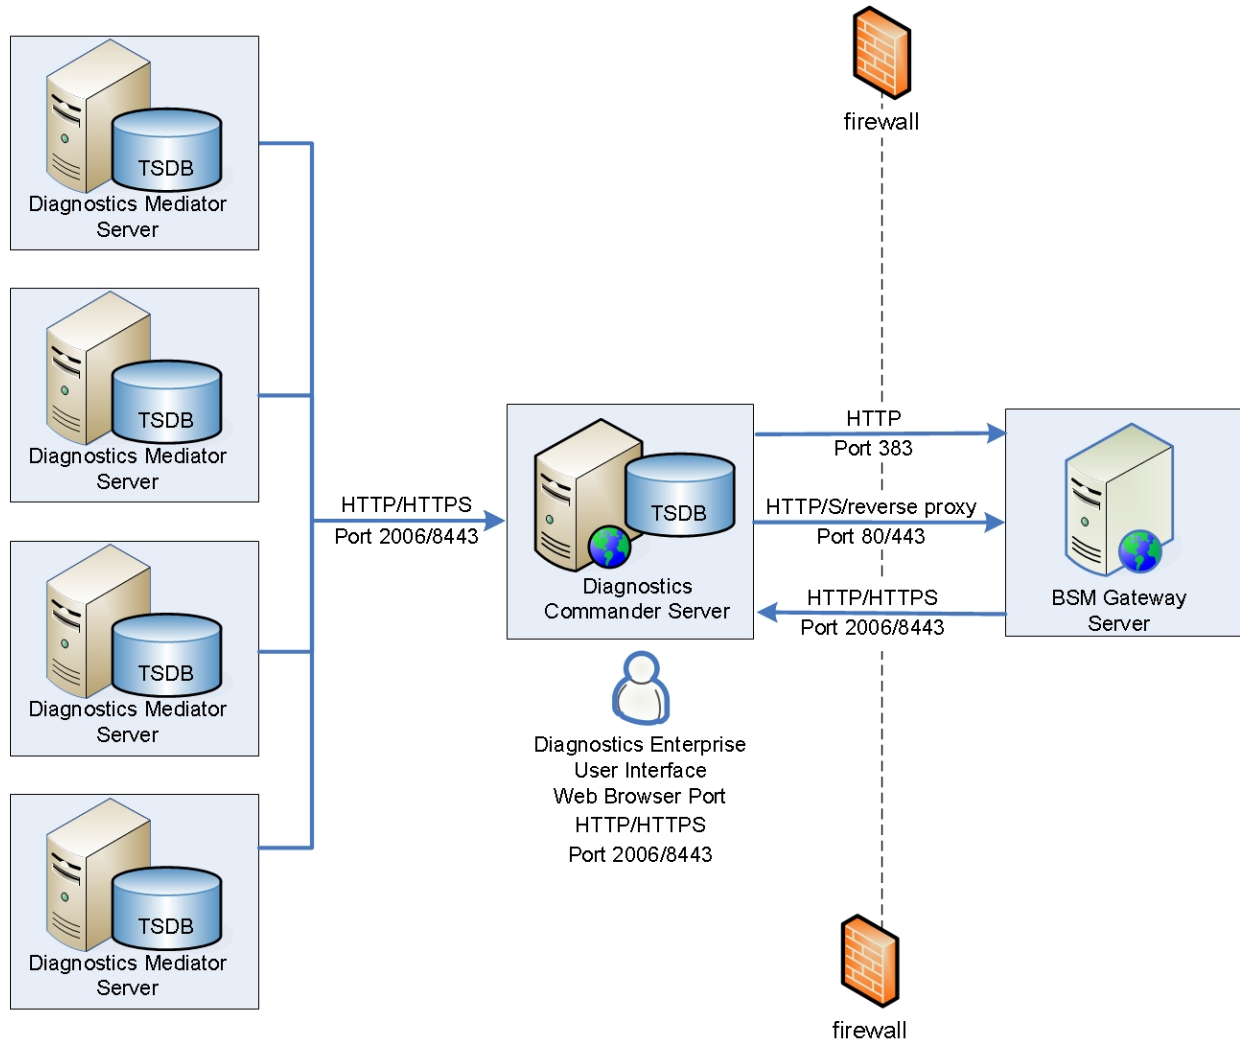 firewall
TSDB
Diagnostics Mediator
Server
TSDB
Diagnostics Mediator
Server
TSDB
Diagnostics Mediator
Server
TSDB
Diagnostics Mediator
Server
HTTP/HTTPS
Port 2006/8443
TSDB
Diagnostics
Commander Server
Diagnostics Enterprise
User Interface
Web Browser Port
HTTP/HTTPS
Port 2006/8443
HTTP
Port 383
HTTP/S/reverse proxy
Port 80/443
HTTP/HTTPS
Port 2006/8443
BSM Gateway
Server
firewall